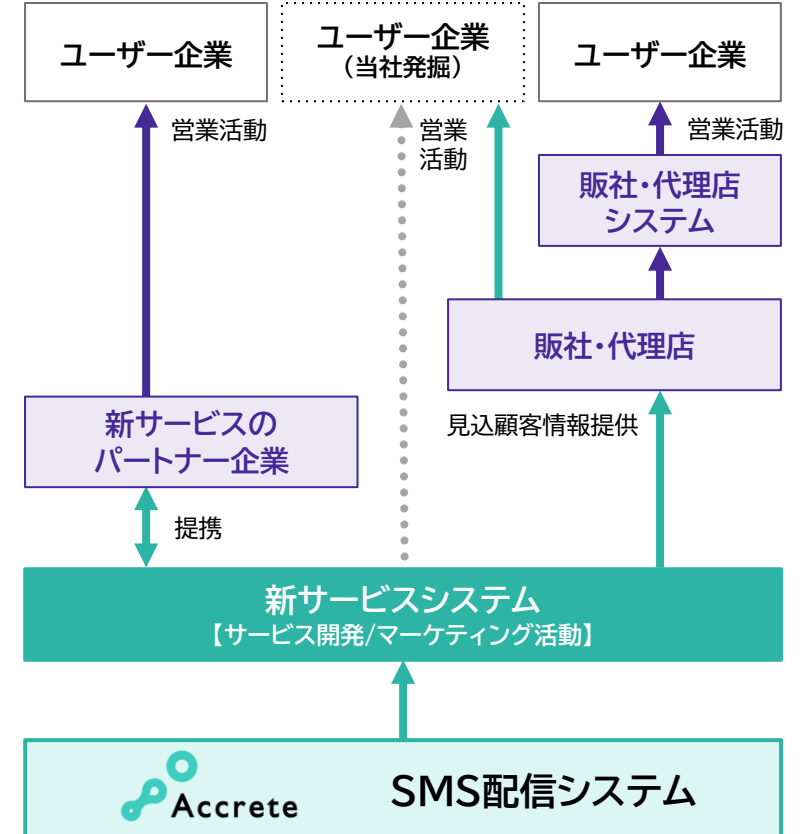 ユーザー企業
ユーザー企業
（当社発掘）
ユーザー企業
営業活動
営業
活動
営業活動
販社・代理店
システム
販社・代理店
新サービスの
パートナー企業
見込顧客情報提供
提携
新サービスシステム
【サービス開発/マーケティング活動】
Accrete
SMS配信システム